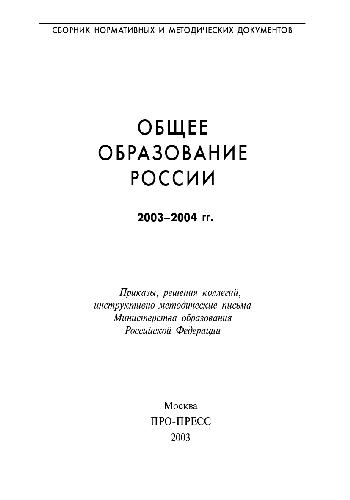 СБОРНИК НОРМАТИВНЫХ И МЕТОДИЧЕСКИХ ДОКУМЕНТОВ
ОБЩЕЕ
ОБРАЗОВАНИЕ
РОССИИ
2003–2004 гг.
Приказы, решения коллегий,
инструктивно методические письма
Министерства образования
Российской Федерации
Москва
ПРО-ПРЕСС
2003